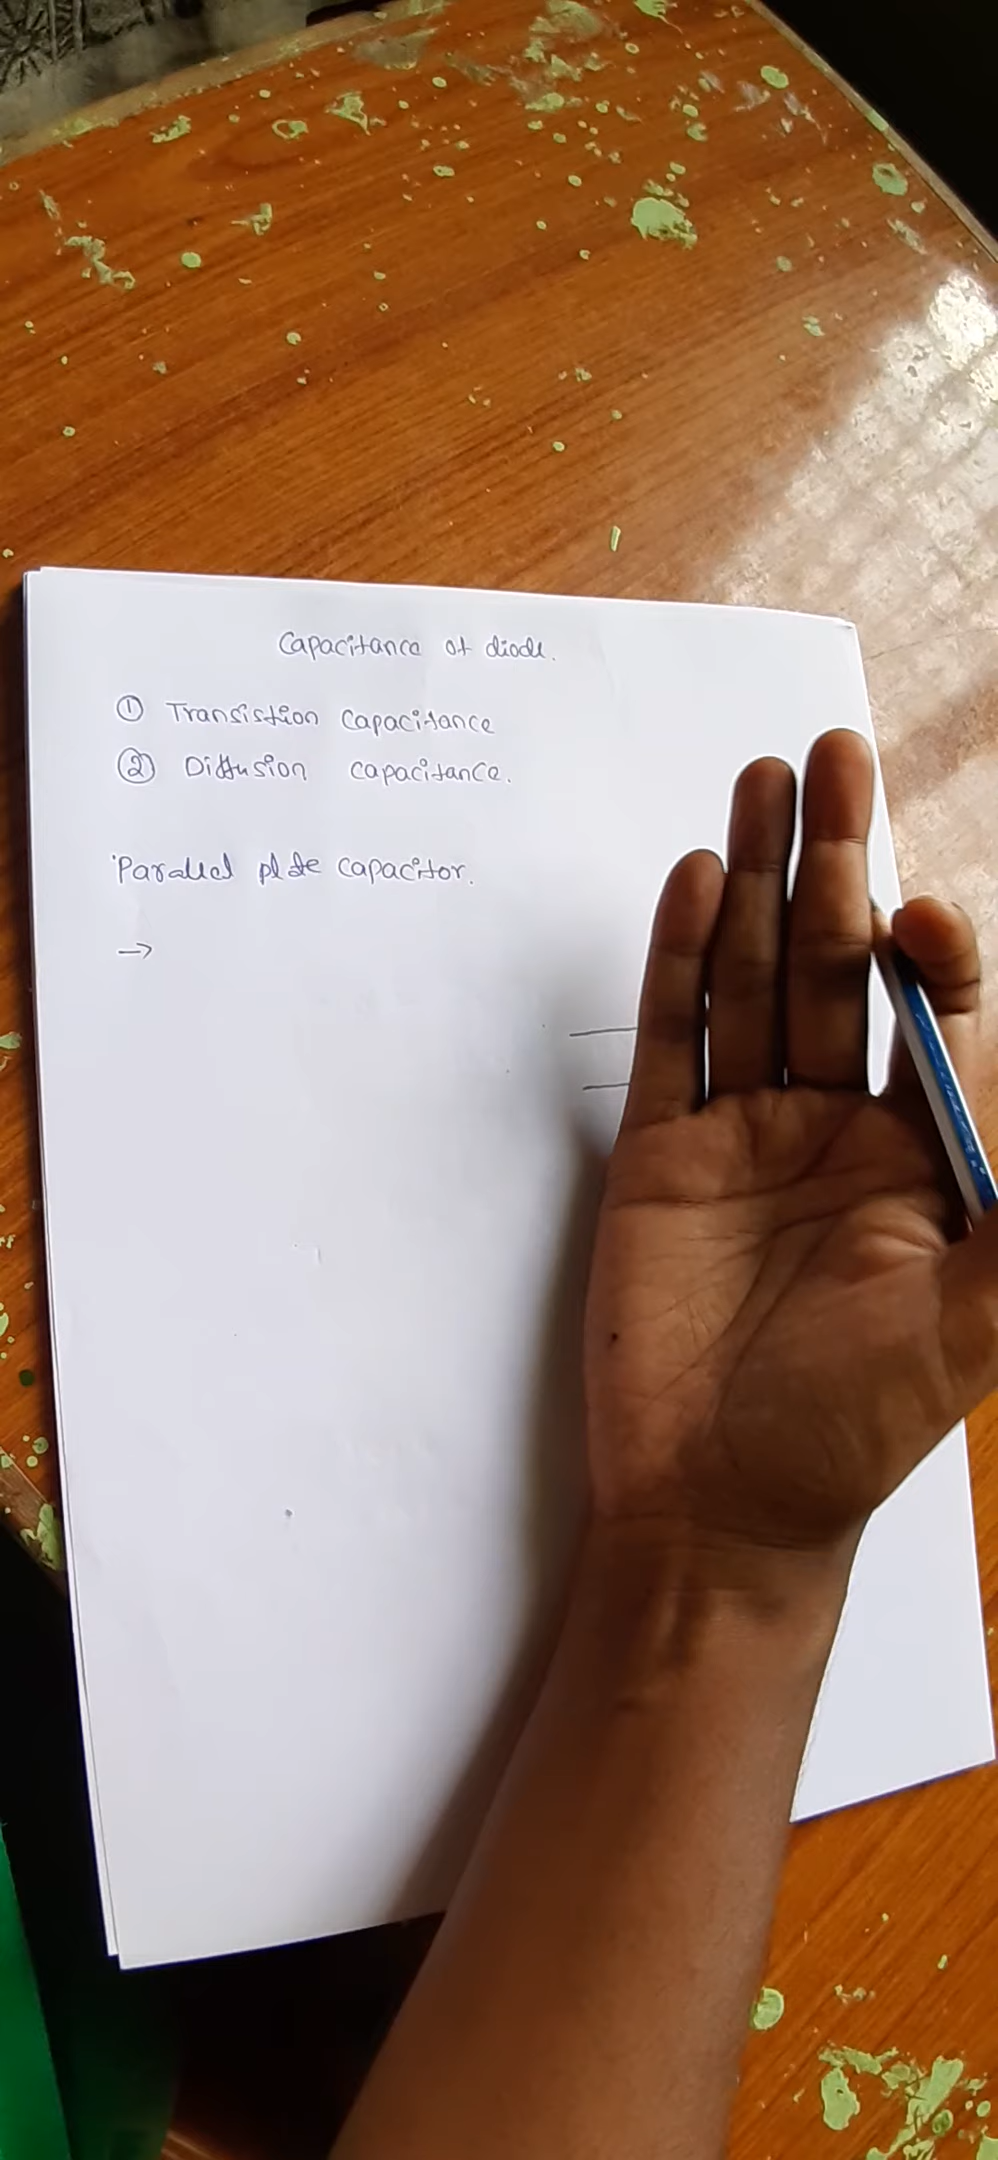 Capacitance of diode.
① Transistion Capacitance
② Diffusion capacitance.
Parallel plate capacitor.
→